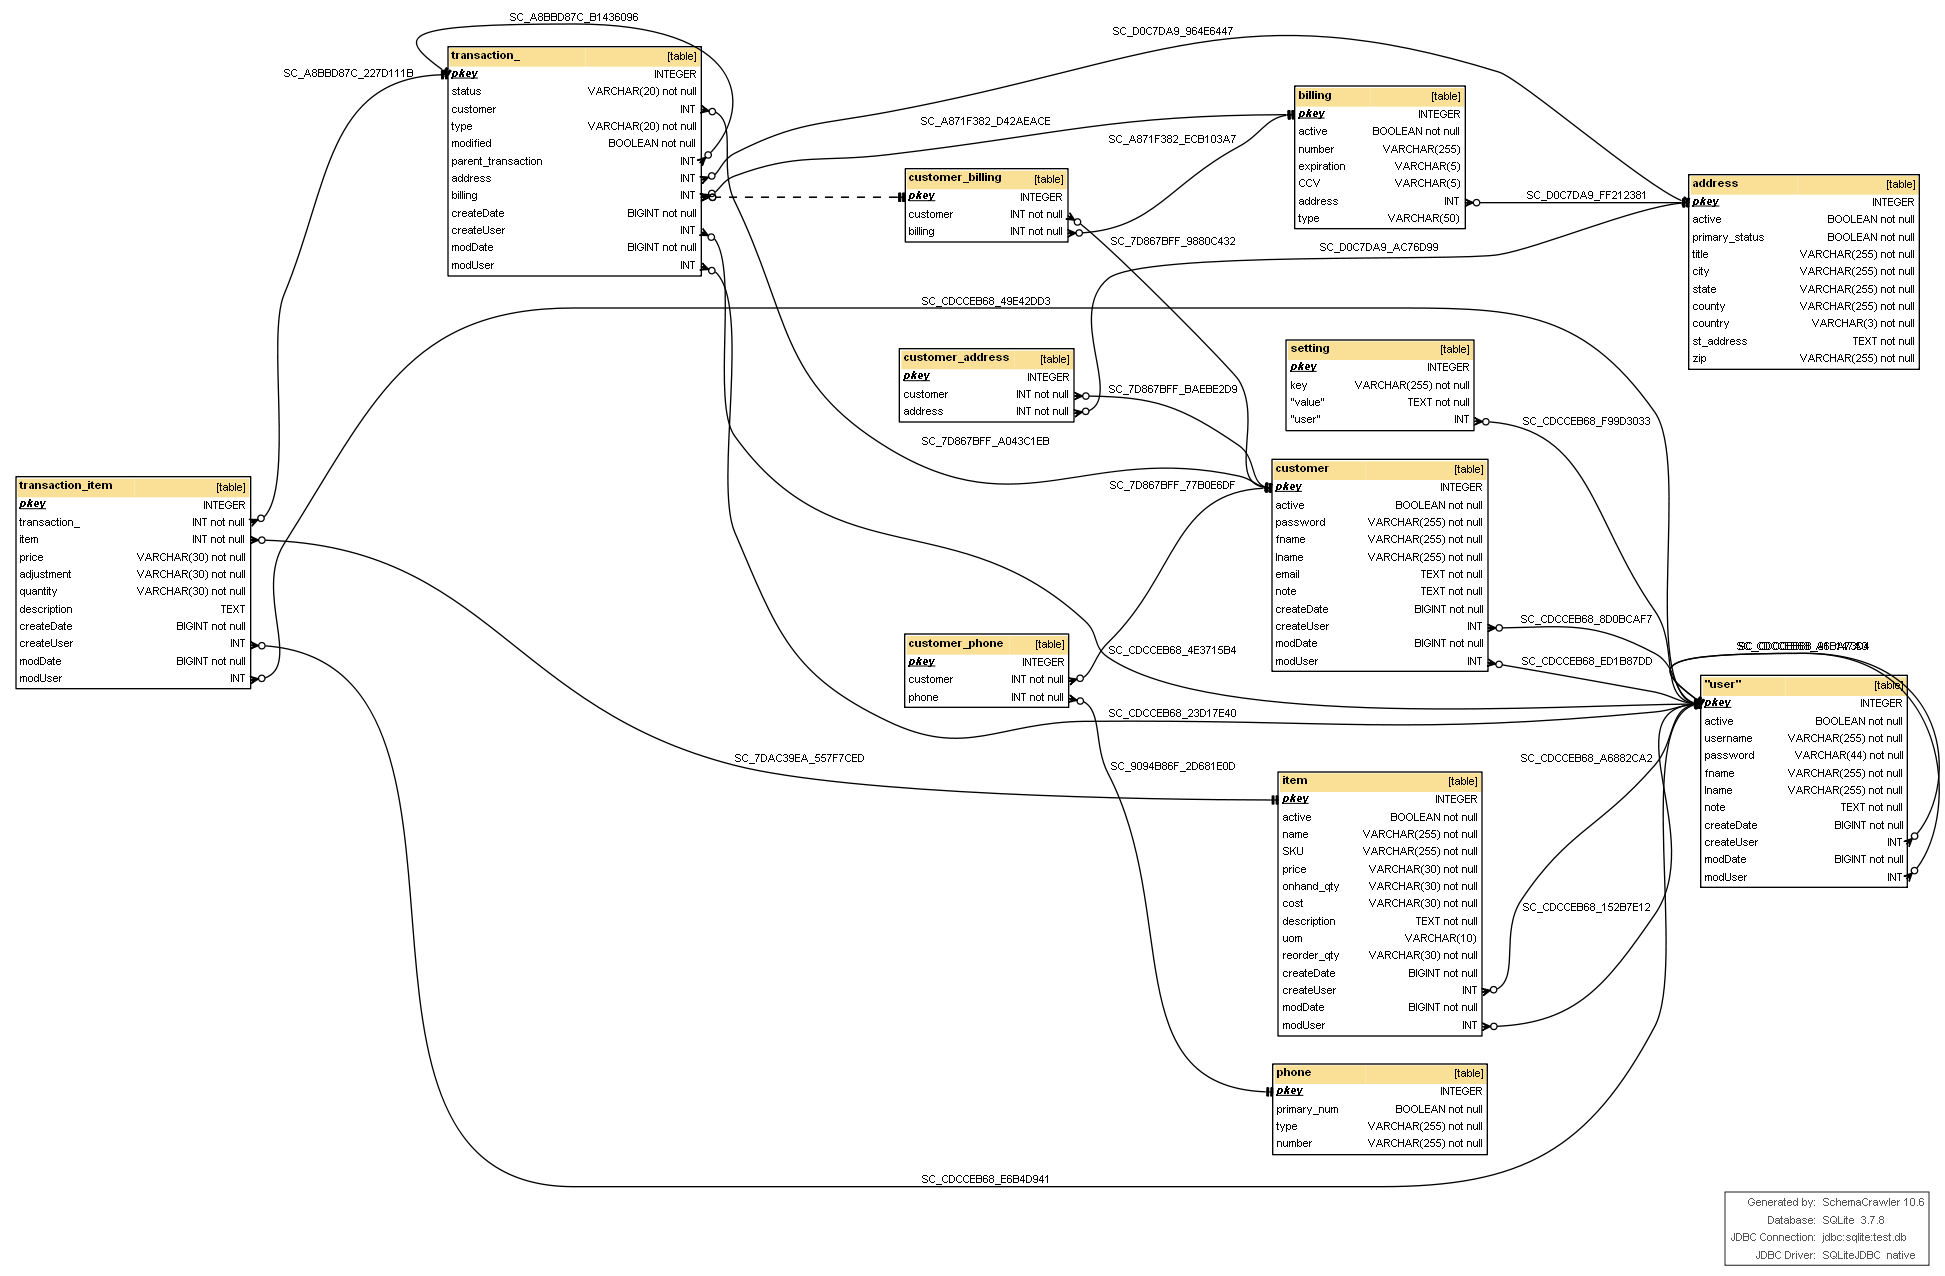 SC_A8BBD87C_B1436096
SC_A8BBD87C_227D111B
transaction_ [table]
pkey INTEGER
status VARCHAR(20) not null
customer INT
type VARCHAR(20) not null
modified BOOLEAN not null
parent_transaction INT
address INT
billing INT
createDate BIGINT not null
createUser INT
modDate BIGINT not null
modUser INT
SC_D0C7DA9_964E6447
SC_A871F382_D42AEACE
SC_A871F382_ECB103A7
billing [table]
pkey INTEGER
active BOOLEAN not null
number VARCHAR(255)
expiration VARCHAR(5)
CCV VARCHAR(5)
address INT
type VARCHAR(50)
customer_billing [table]
pkey INTEGER
customer INT not null
billing INT not null
SC_D0C7DA9_FF212381
SC_7D867BFF_9880C432
SC_D0C7DA9_AC76D99
address [table]
pkey INTEGER
active BOOLEAN not null
primary_status BOOLEAN not null
title VARCHAR(255) not null
city VARCHAR(255) not null
state VARCHAR(255) not null
county VARCHAR(255) not null
country VARCHAR(3) not null
st_address TEXT not null
zip VARCHAR(255) not null
SC_CDCCEB68_49E42DD3
customer_address [table]
pkey INTEGER
customer INT not null
address INT not null
SC_7D867BFF_BAEBE2D9
setting [table]
pkey INTEGER
key VARCHAR(255) not null
"value" TEXT not null
"user" INT
SC_CDCCEB68_F99D3033
SC_7D867BFF_A043C1EB
SC_7D867BFF_77B0E6DF
customer [table]
pkey INTEGER
active BOOLEAN not null
password VARCHAR(255) not null
fname VARCHAR(255) not null
lname VARCHAR(255) not null
email TEXT not null
note TEXT not null
createDate BIGINT not null
createUser INT
modDate BIGINT not null
modUser INT
SC_CDCCEB68_8D0BCAF7
SC_CDCCEB68_ED1B87DD
transaction_item [table]
pkey INTEGER
transaction_ INT not null
item INT not null
price VARCHAR(30) not null
adjustment VARCHAR(30) not null
quantity VARCHAR(30) not null
description TEXT
createDate BIGINT not null
createUser INT
modDate BIGINT not null
modUser INT
customer_phone [table]
pkey INTEGER
customer INT not null
phone INT not null
SC_CDCCEB68_4E3715B4
SC_CDCCEB68_23D17E40
"user" [table]
pkey INTEGER
active BOOLEAN not null
username VARCHAR(255) not null
password VARCHAR(44) not null
fname VARCHAR(255) not null
lname VARCHAR(255) not null
note TEXT not null
createDate BIGINT not null
createUser INT
modDate BIGINT not null
modUser INT
SC_7DAC39EA_557F7CED
SC_9094B86F_2D681E0D
SC_CDCCEB68_A6882CA2
item [table]
pkey INTEGER
active BOOLEAN not null
name VARCHAR(255) not null
SKU VARCHAR(255) not null
price VARCHAR(30) not null
onhand_qty VARCHAR(30) not null
cost VARCHAR(30) not null
description TEXT not null
uom VARCHAR(10)
reorder_qty VARCHAR(30) not null
createDate BIGINT not null
createUser INT
modDate BIGINT not null
modUser INT
SC_CDCCEB68_152B7E12
phone [table]
pkey INTEGER
primary_num BOOLEAN not null
type VARCHAR(255) not null
number VARCHAR(255) not null
SC_CDCCEB68_E6B4D941
Generated by: SchemaCrawler 10.6
Database: SQLite 3.7.8
JDBC Connection: jdbc:sqlite:test.db
JDBC Driver: SQLiteJDBC native